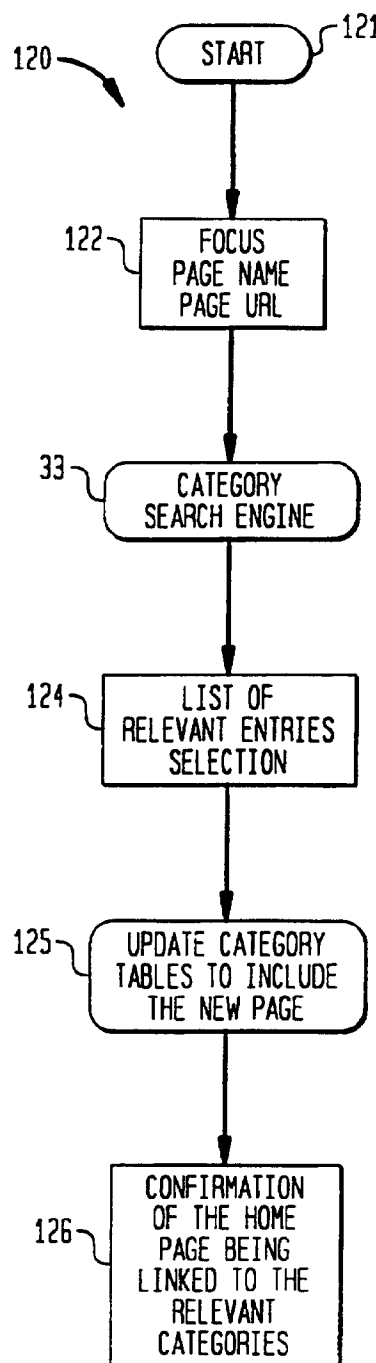 121
START
120
122
FOCUS
PAGE NAME
PAGE URL
33
CATEGORY
SEARCH ENGINE
124
LIST OF
RELEVANT ENTRIES
SELECTION
125
UPDATE CATEGORY
TABLES TO INCLUDE
THE NEW PAGE
126
CONFIRMATION
OF THE HOME
PAGE BEING
LINKED TO THE
RELEVANT
CATEGORIES